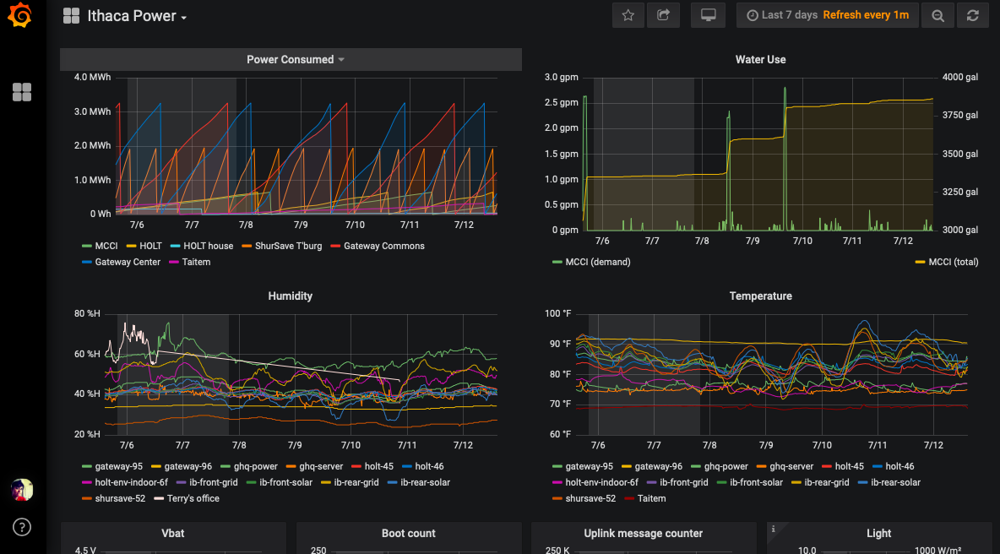 Ithaca Power
Last 7 days Refresh every 1m
Power Consumed
4.0 MWh
3.0 MWh
2.0 MWh
1.0 MWh
0 Wh
7/6 7/7 7/8 7/9 7/10 7/11 7/12
MCCI HOLT HOLT house ShurSave T'burg Gateway Commons
Gateway Center Taitem
Water Use
3.0 gpm 4000 gal
2.5 gpm 3750 gal
2.0 gpm
1.5 gpm 3500 gal
1.0 gpm
0.5 gpm 3250 gal
0 gpm 3000 gal
7/6 7/7 7/8 7/9 7/10 7/11 7/12
MCCI (demand) MCCI (total)
Humidity
80 %H
60 %H
40 %H
20 %H
7/6 7/7 7/8 7/9 7/10 7/11 7/12
gateway-95 gateway-96 ghq-power ghq-server holt-45 holt-46
holt-env-indoor-6f ib-front-grid ib-front-solar ib-rear-grid ib-rear-solar
shursave-52 Terry's office
Temperature
100 °F
90 °F
80 °F
70 °F
60 °F
7/6 7/7 7/8 7/9 7/10 7/11 7/12
gateway-95 gateway-96 ghq-power ghq-server holt-45 holt-46
holt-env-indoor-6f ib-front-grid ib-front-solar ib-rear-grid ib-rear-solar
shursave-52 Taitem
?
Vbat
4.5 V
Boot count
250
Uplink message counter
250 K
i
Light
10.0 1000 W/m²